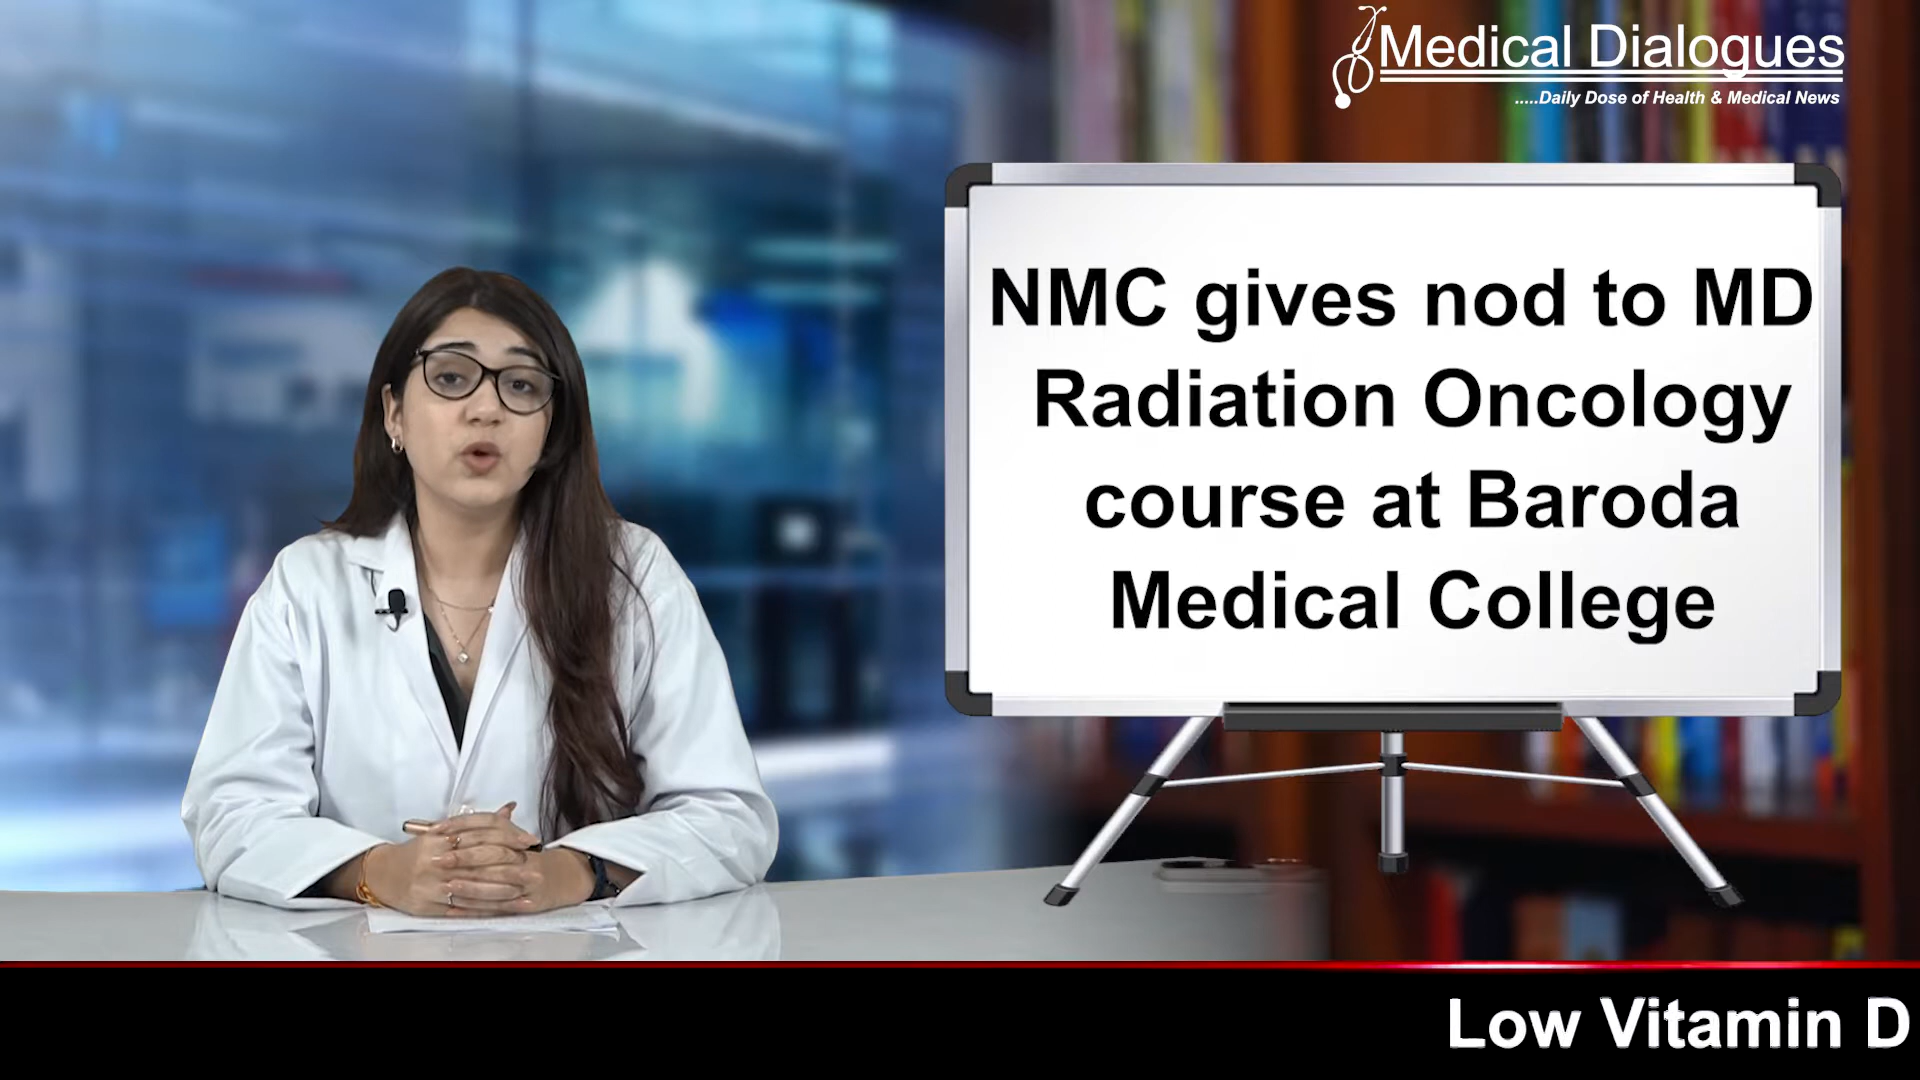 Medical Dialogues
.....Daily Dose of Health & Medical News
NMC gives nod to MD
Radiation Oncology
course at Baroda
Medical College
Low Vitamin D